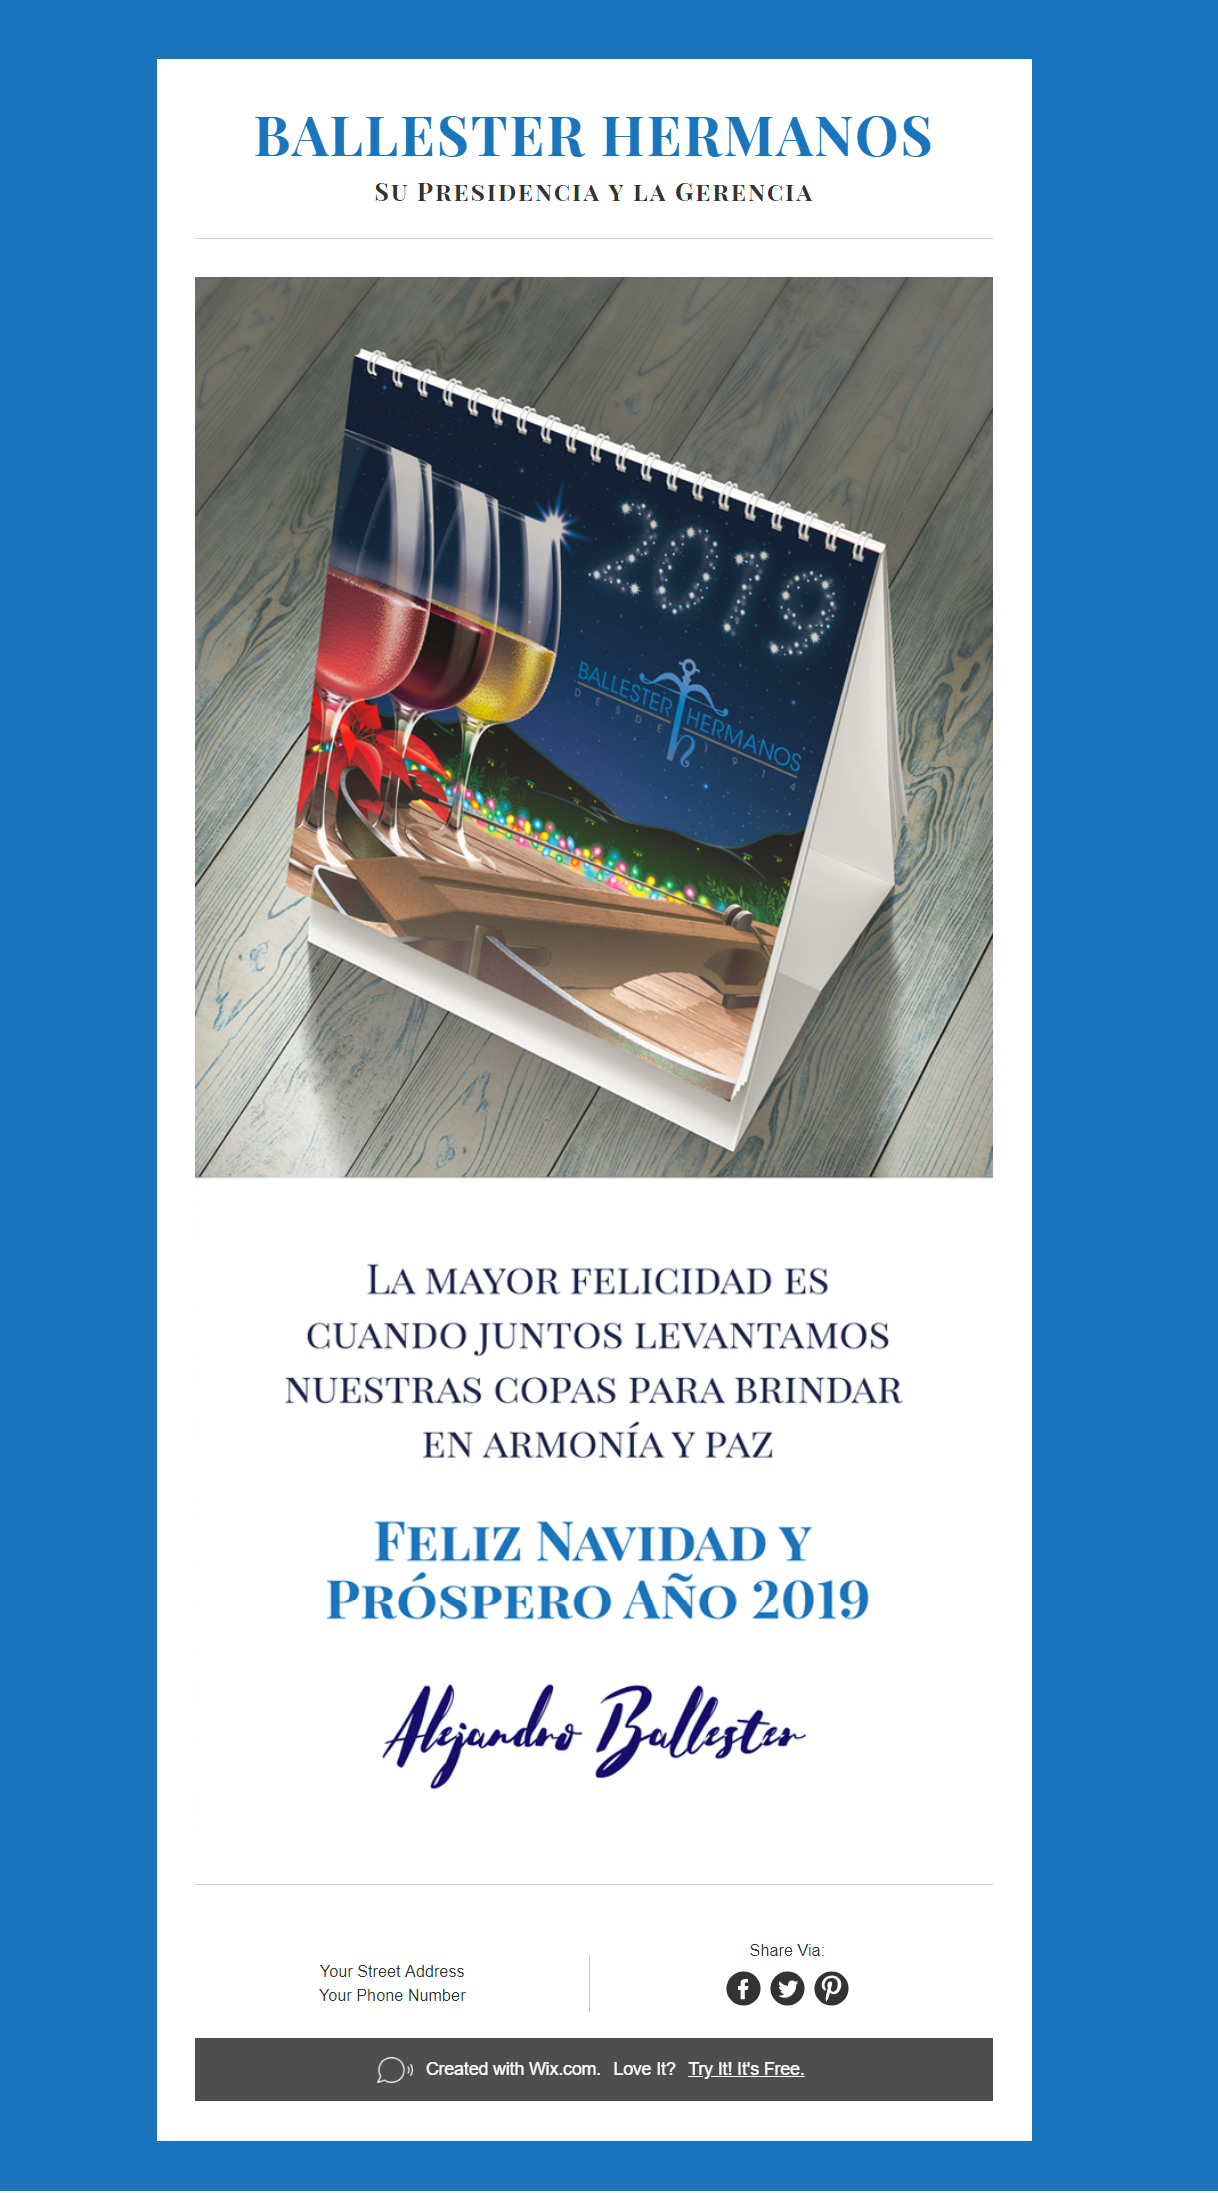 BALLESTER HERMANOS
Su Presidencia y la Gerencia
2019
BALLESTER HERMANOS
DESDE 1914
La mayor felicidad es
cuando juntos levantamos
nuestras copas para brindar
en armonía y paz
Feliz Navidad y
Próspero Año 2019
Alejandro Ballester
Your Street Address
Your Phone Number
Share Via:
Created with Wix.com. Love It? Try It! It's Free.